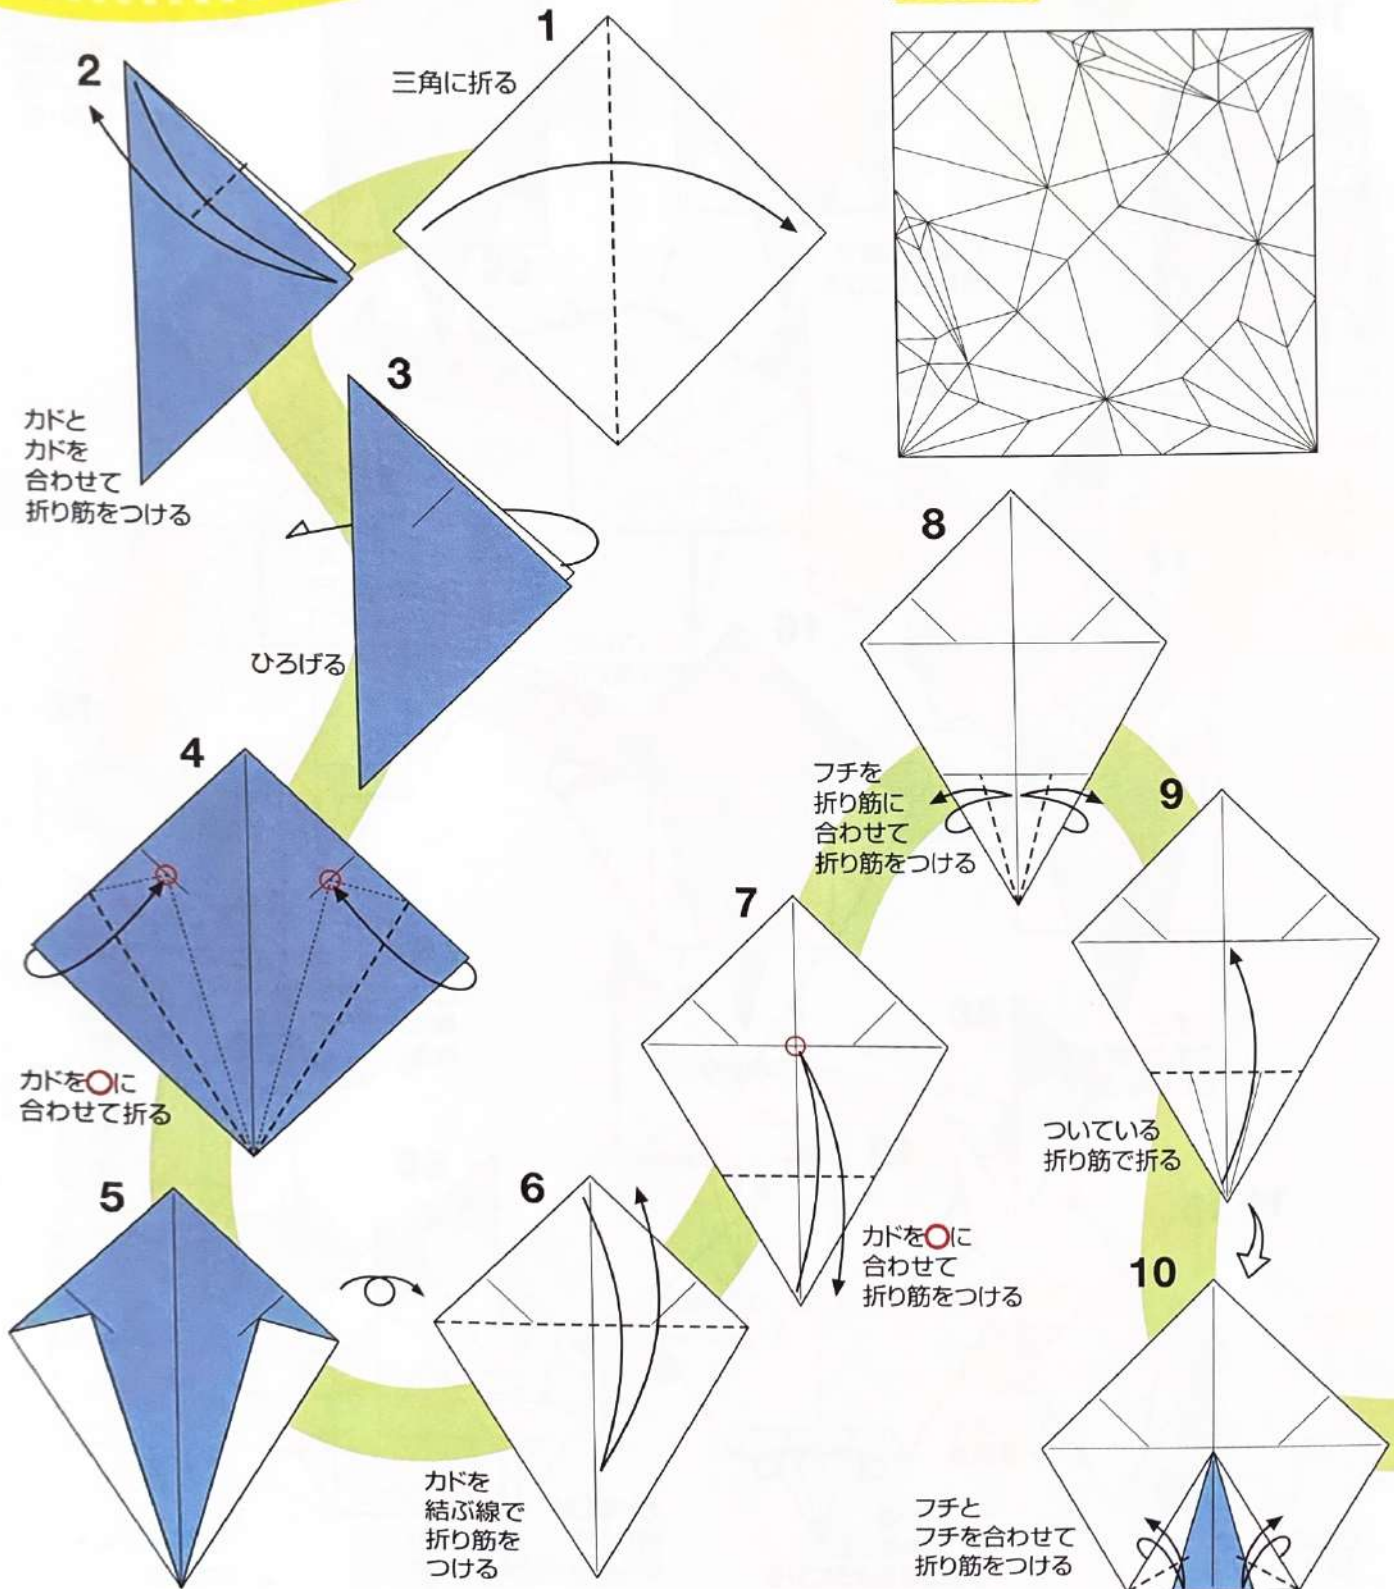 1
三角に折る
2
カドと
カドを
合わせて
折り筋をつける
3
ひろげる
4
カドを○に
合わせて折る
5
6
カドを
結ぶ線で
折り筋を
つける
7
カドを○に
合わせて
折り筋をつける
8
フチを
折り筋に
合わせて
折り筋をつける
9
ついている
折り筋で折る
10
フチと
フチを合わせて
折り筋をつける